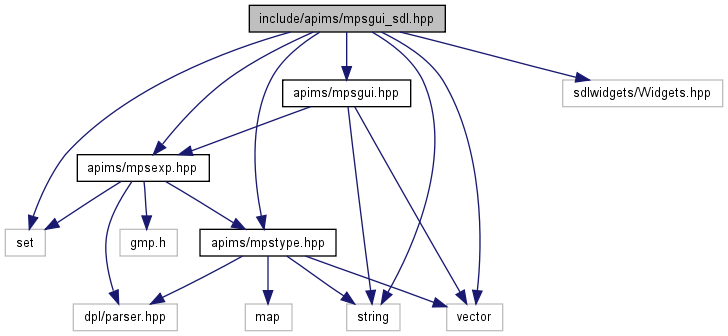 include/apims/mpsgui_sdl.hpp
apims/mpsgui.hpp
sdlwidgets/Widgets.hpp
apims/mpsexp.hpp
set
gmp.h
apims/mpstype.hpp
dpl/parser.hpp
map
string
vector